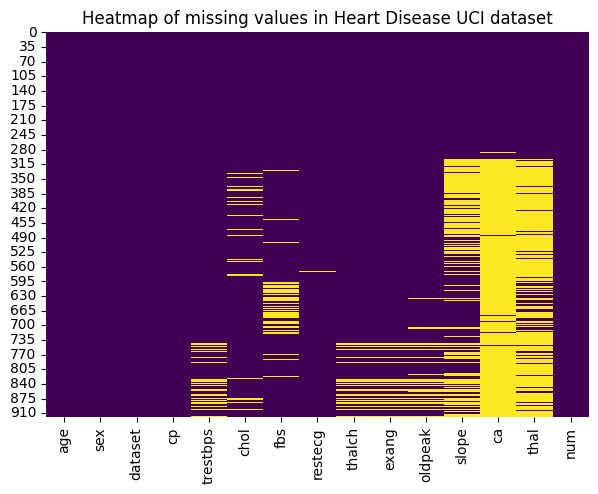 Heatmap of missing values in Heart Disease UCI dataset
0
35
70
105
140
175
210
245
280
315
350
385
420
455
490
525
560
595
630
665
700
735
770
805
840
875
910
age
sex
dataset
cp
trestbps
chol
fbs
restecg
thalch
exang
oldpeak
slope
ca
thal
num